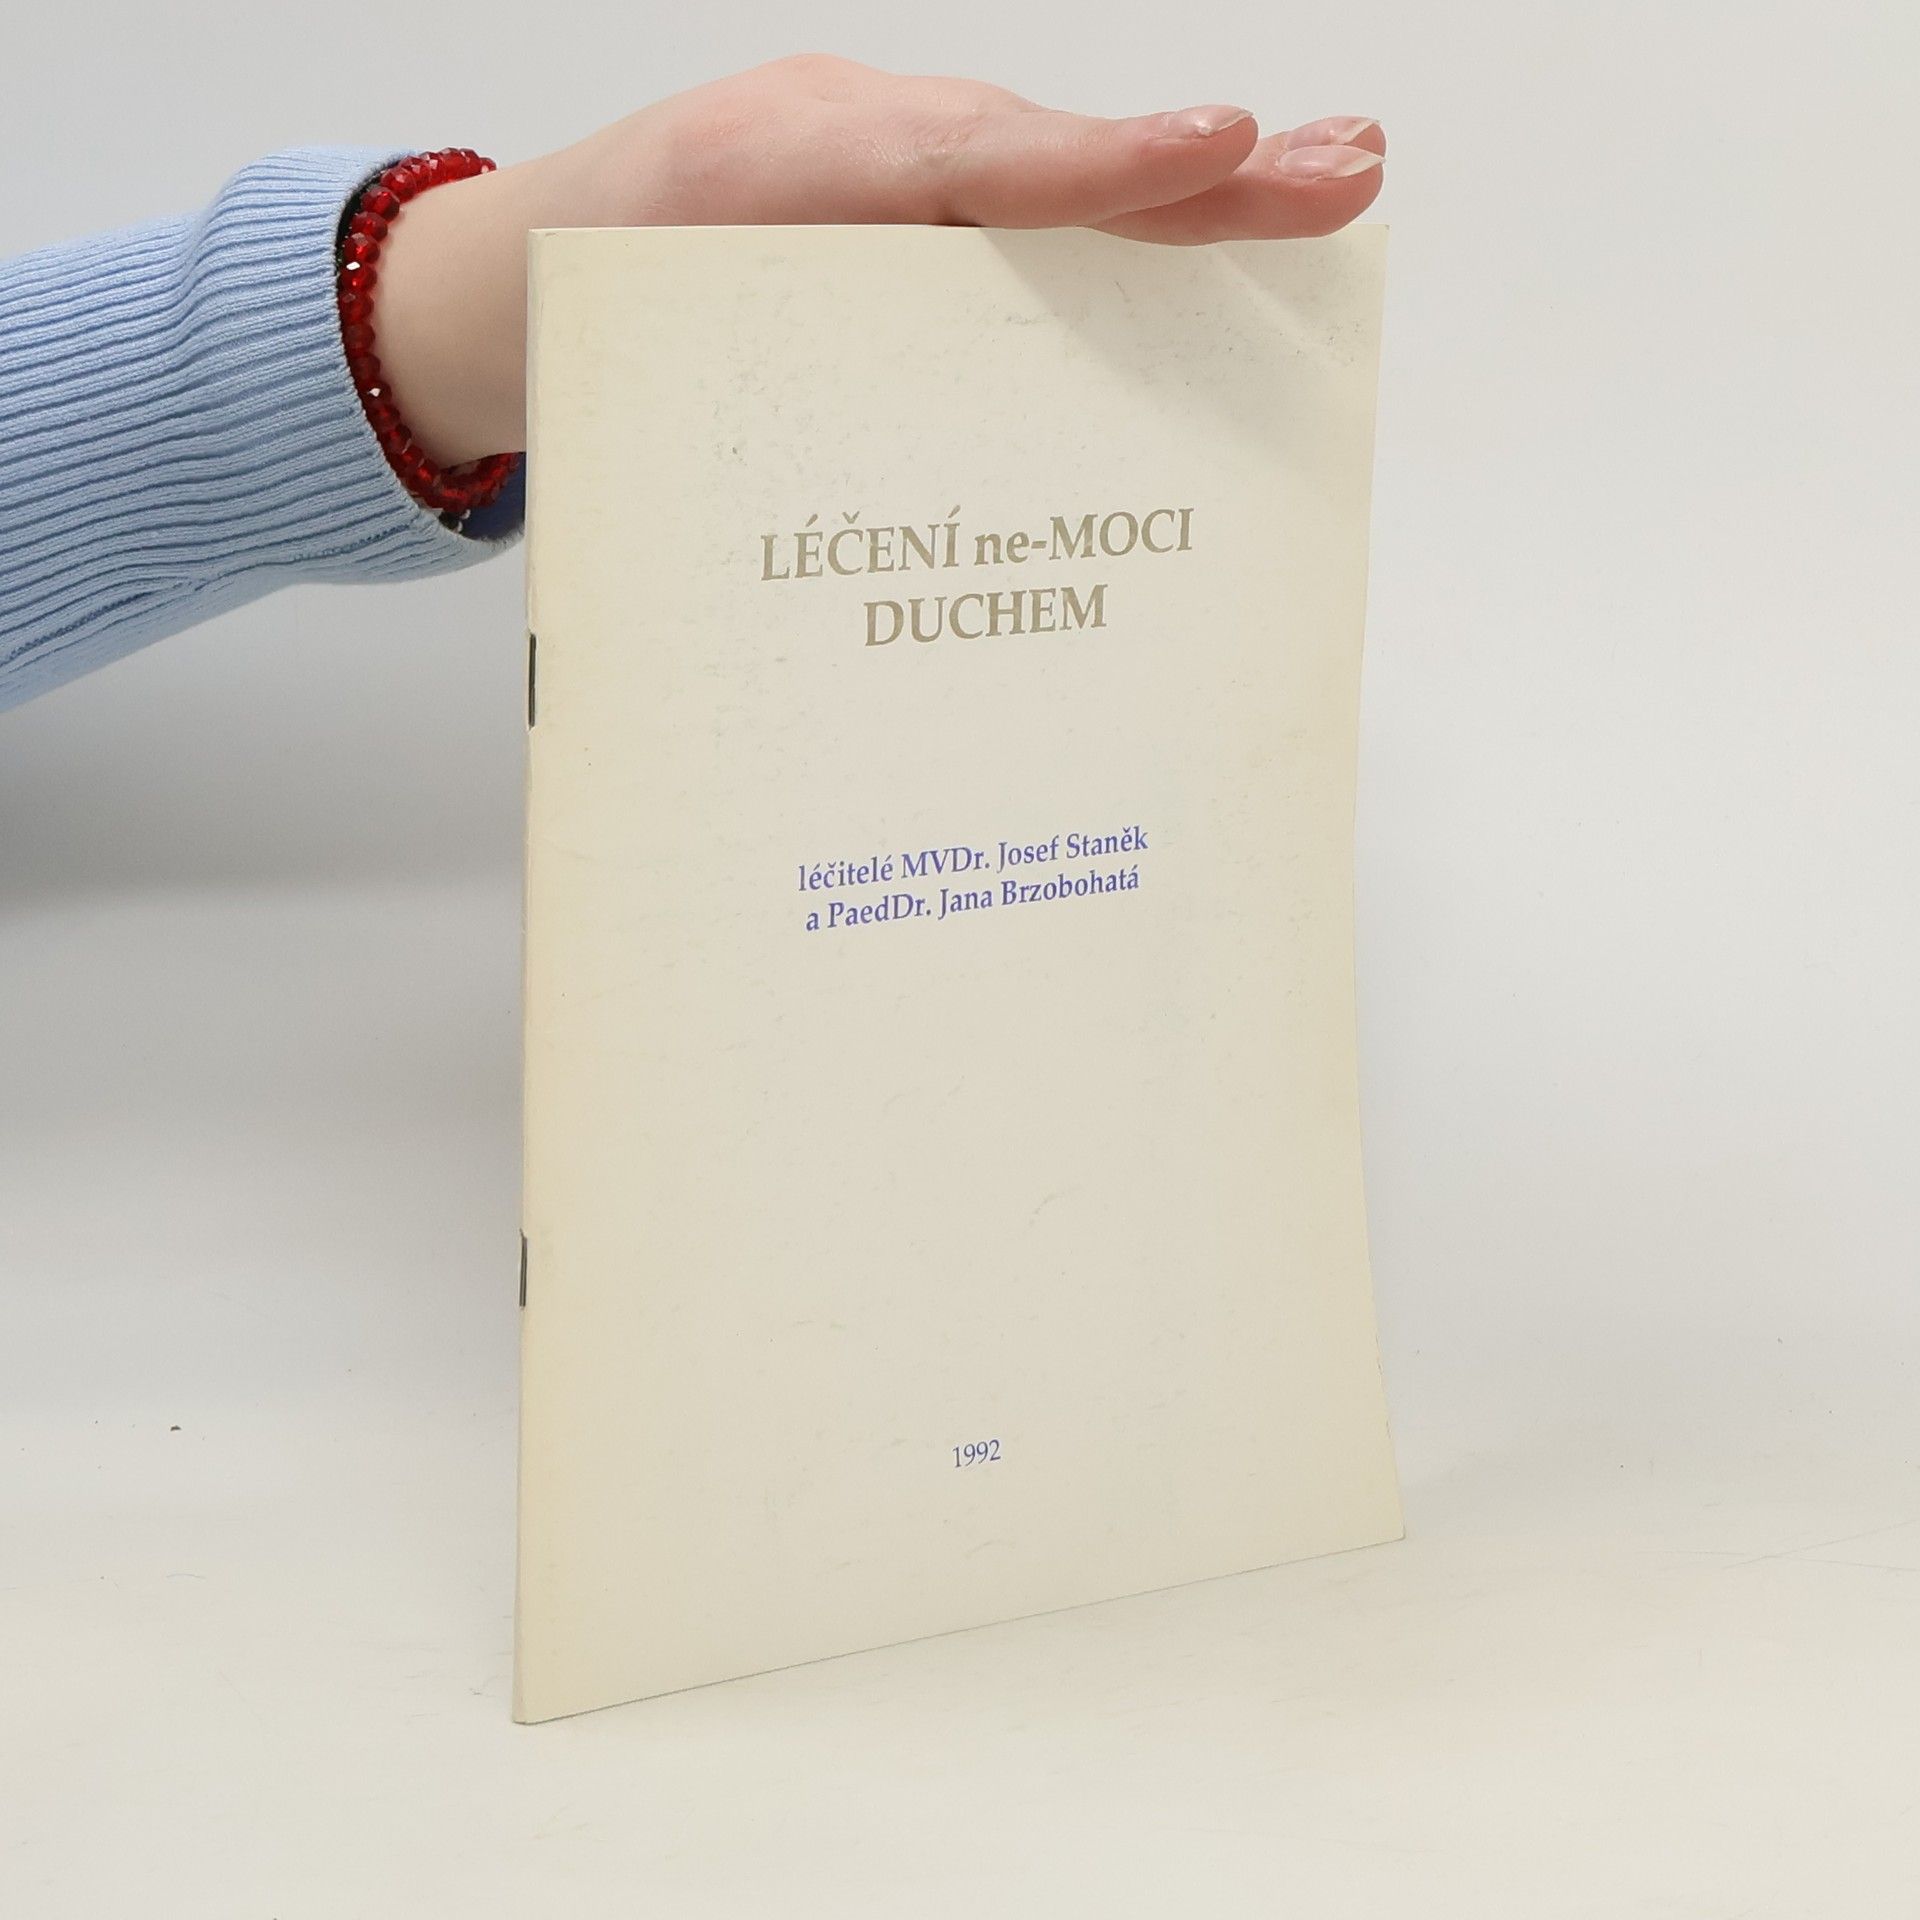 LÉČENÍ ne-MOCI
DUCHEM
léčitelé MVDr. Josef Staněk
a PaedDr. Jana Brzobohatá
1992